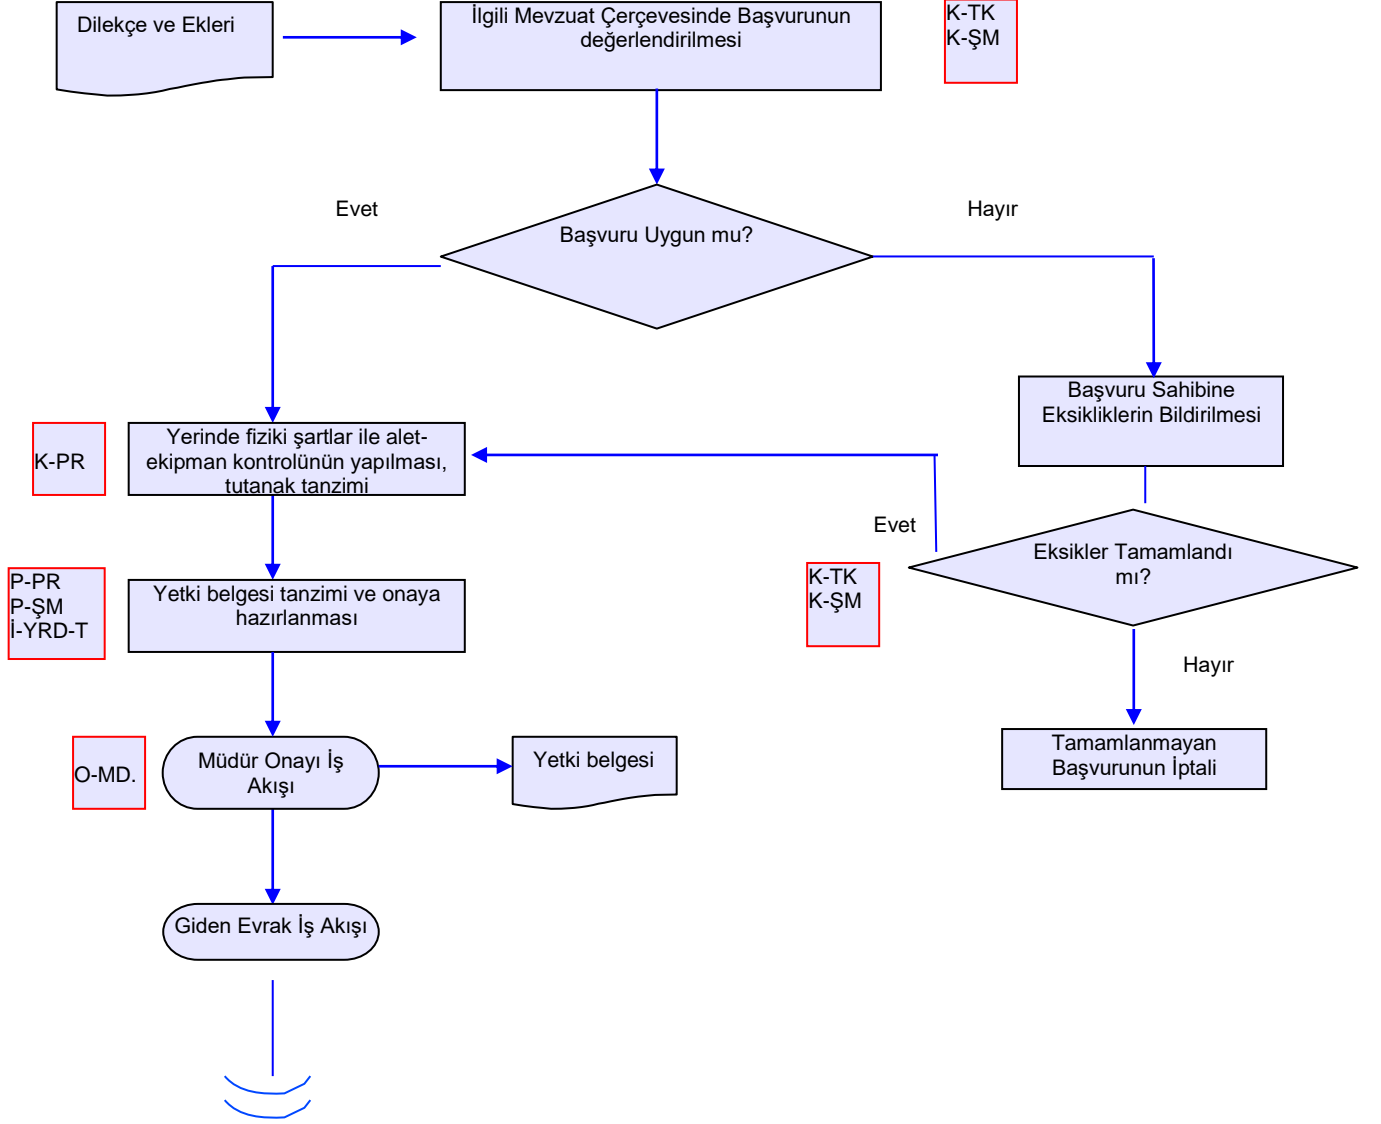 Dilekçe ve Ekleri
İlgili Mevzuat Çerçevesinde Başvurunun
değerlendirilmesi
K-TK
K-ŞM
Evet
Hayır
Başvuru Uygun mu?
Başvuru Sahibine
Eksikliklerin Bildirilmesi
K-PR
Yerinde fiziki şartlar ile alet-
ekipman kontrolünün yapılması,
tutanak tanzimi
Evet
Eksikler Tamamlandı
mı?
K-TK
K-ŞM
P-PR
P-ŞM
İ-YRD-T
Yetki belgesi tanzimi ve onaya
hazırlanması
Hayır
Tamamlanmayan
Başvurunun İptali
O-MD.
Müdür Onayı İş
Akışı
Yetki belgesi
Giden Evrak İş Akışı